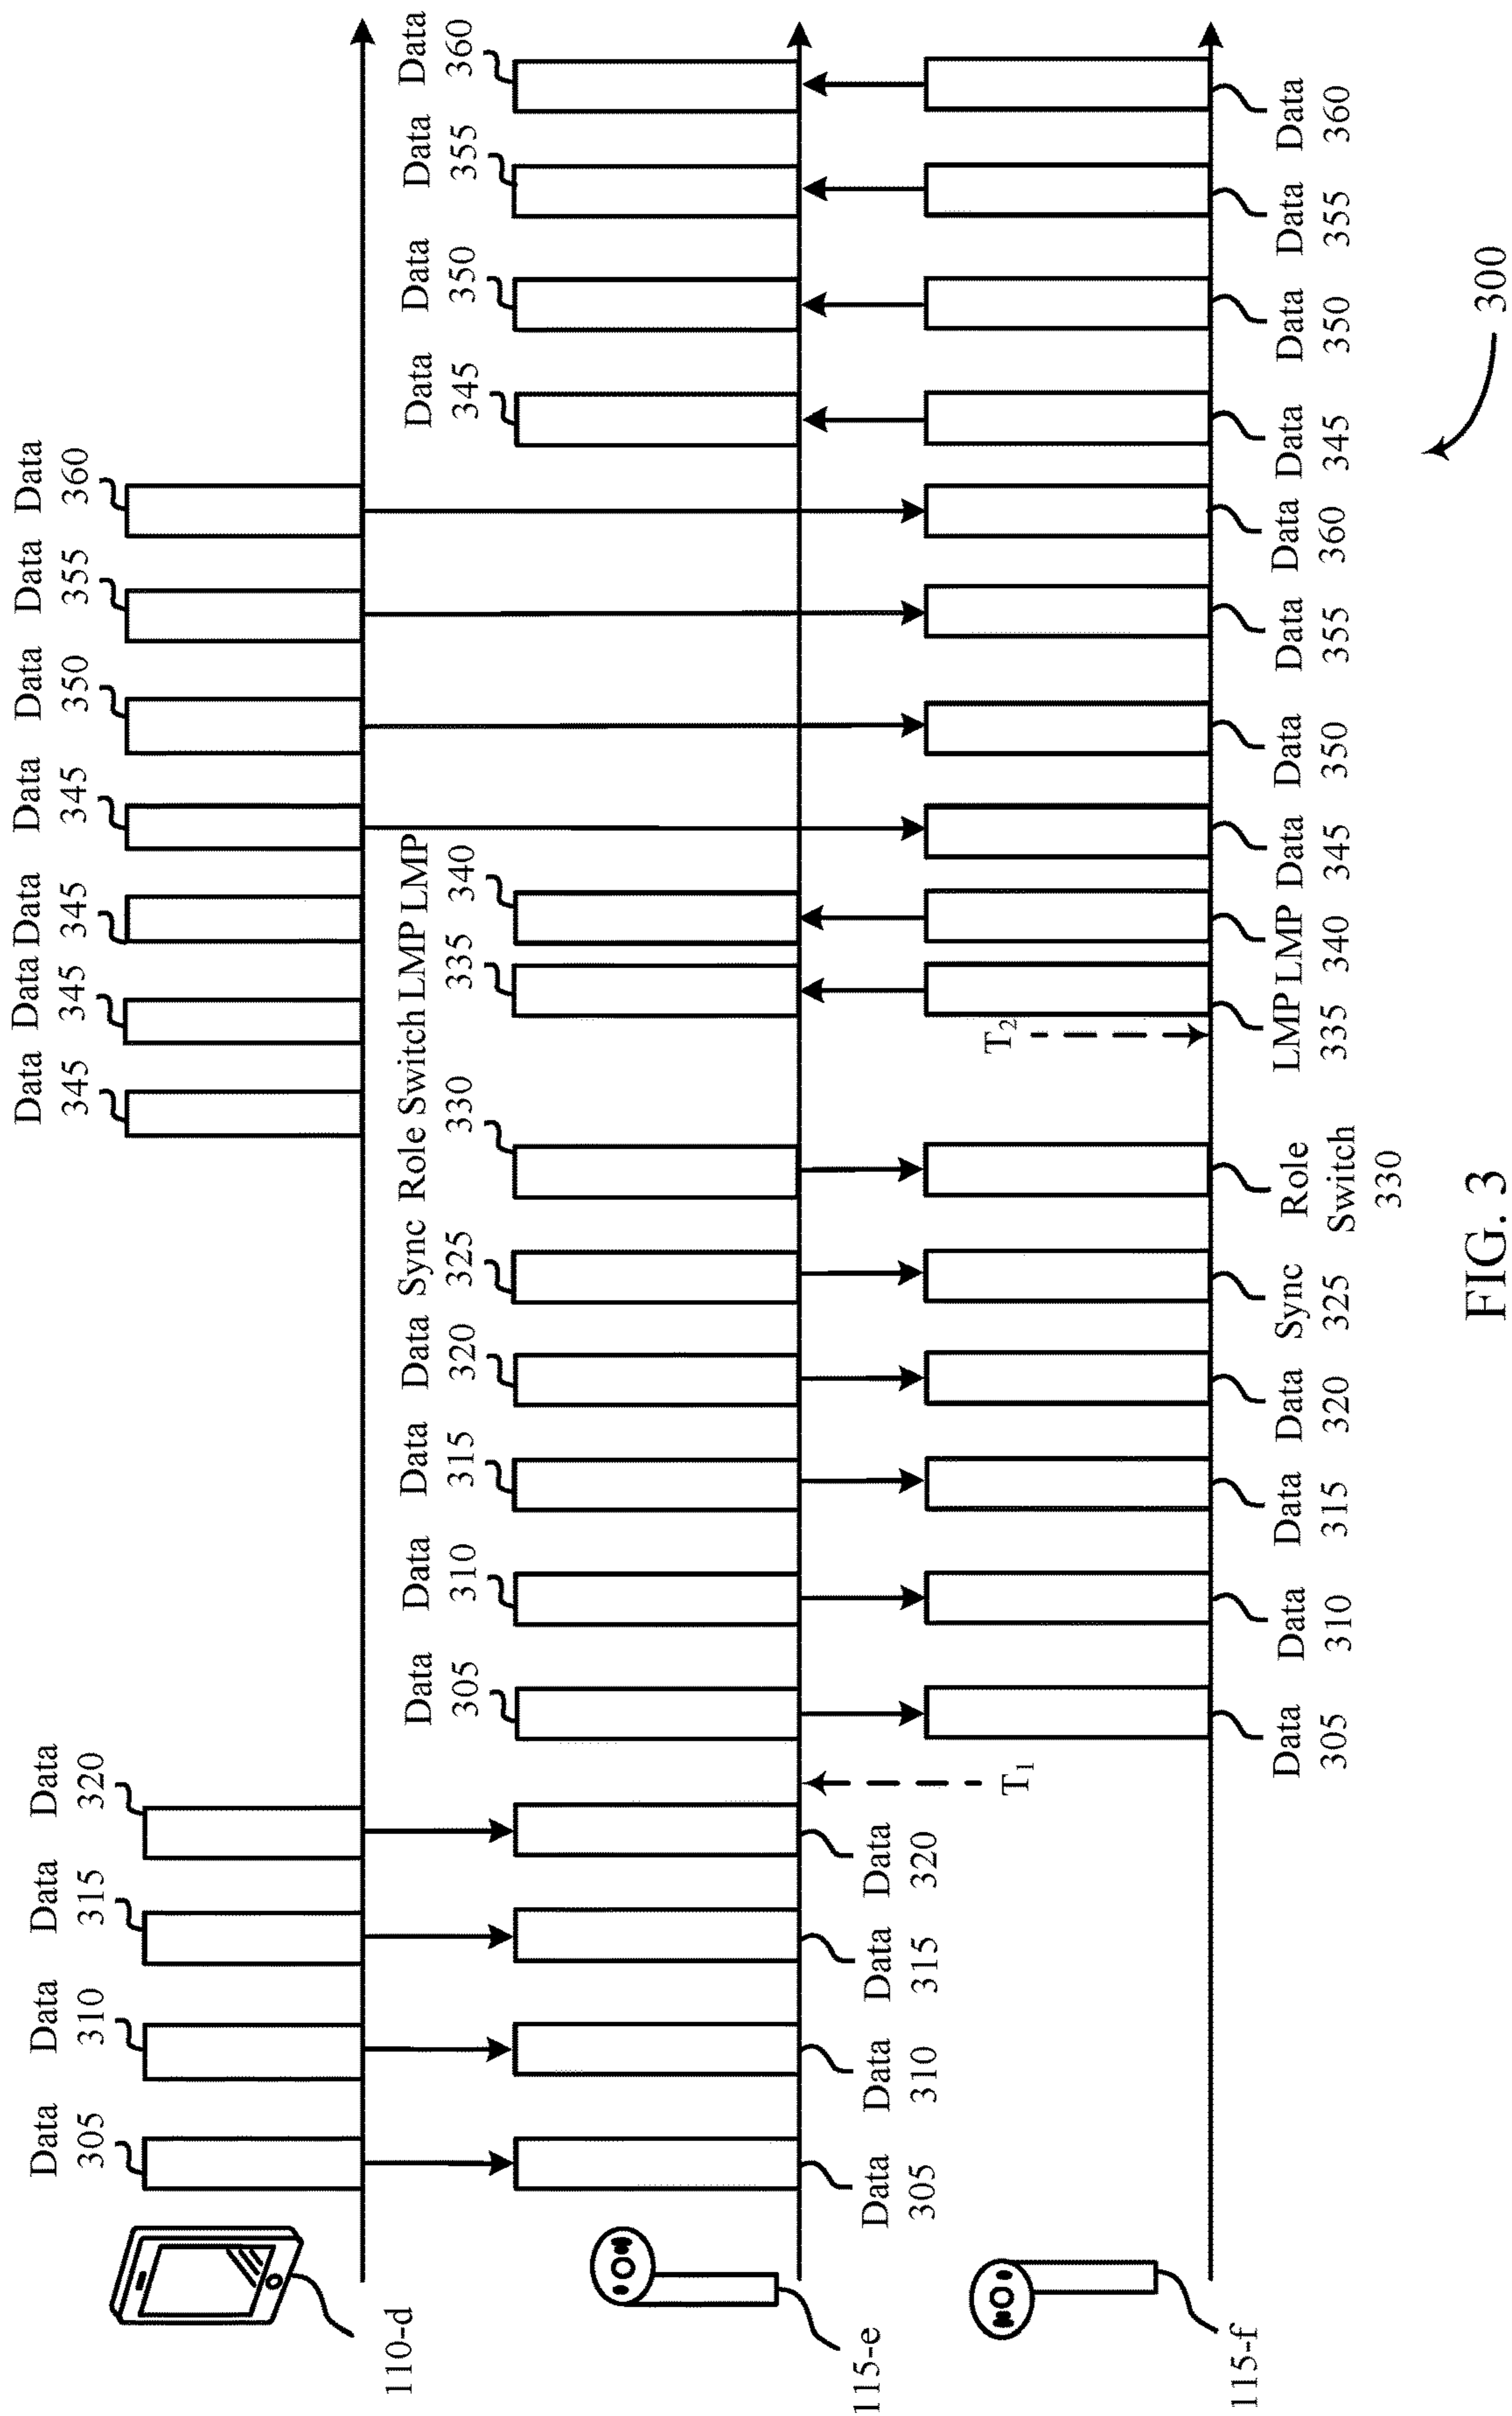 Data Data Data Data
305 310 315 320
Data Data Data Data Data Data Data
345 345 345 345 350 355 360
110-d
Data Data Data Data Sync Role Switch LMP LMP
305 310 315 320 325 330 335 340
Data Data Data Data
345 350 355 360
115-e
Data Data Data Data
305 310 315 320
T1
T2
115-f
Data Data Data Data Sync Role LMP LMP Data Data Data Data Data Data Data Data
305 310 315 320 325 Switch 335 340 345 350 355 360 345 350 355 360
330
300
FIG. 3